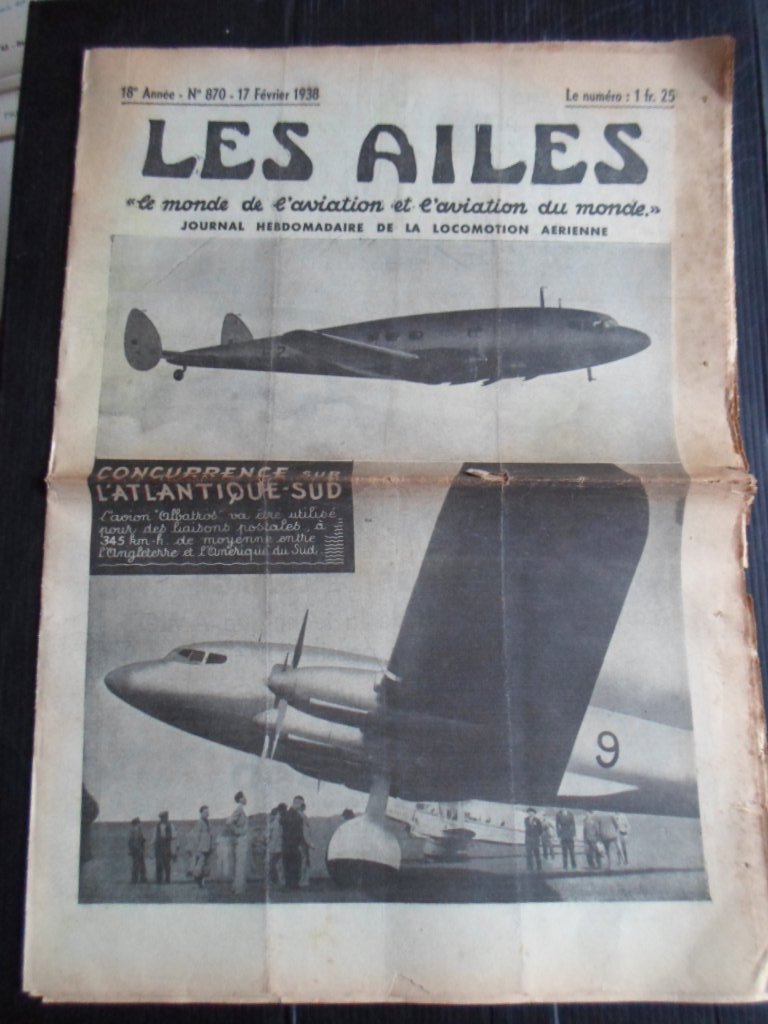 18e Année - N° 870 - 17 Février 1938
Le numéro : 1 fr. 25
LES AILES
«le monde de l'aviation et l'aviation du monde.»
JOURNAL HEBDOMADAIRE DE LA LOCOMOTION AÉRIENNE
CONCURRENCE SUR
L'ATLANTIQUE-SUD
L'avion "Albatros" va être utilisé
pour des liaisons postales, à
345 km-h. de moyenne entre
l'Angleterre et l'Amérique du Sud
9